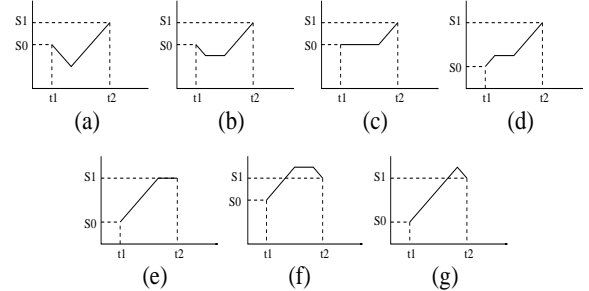 S1 S1 S1 S1
S0 S0 S0 S0
t1 t2 t1 t2 t1 t2 t1 t2
(a) (b) (c) (d)
S1 S1 S1
S0 S0 S0
t1 t2 t1 t2 t1 t2
(e) (f) (g)